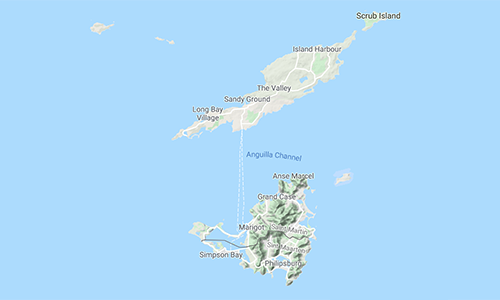 Scrub Island
Island Harbour
The Valley
Sandy Ground
Long Bay
Village
Anguilla Channel
Anse Marcel
Grand Case
Marigot
Saint Martin
Sint Maarten
Simpson Bay
Philipsburg